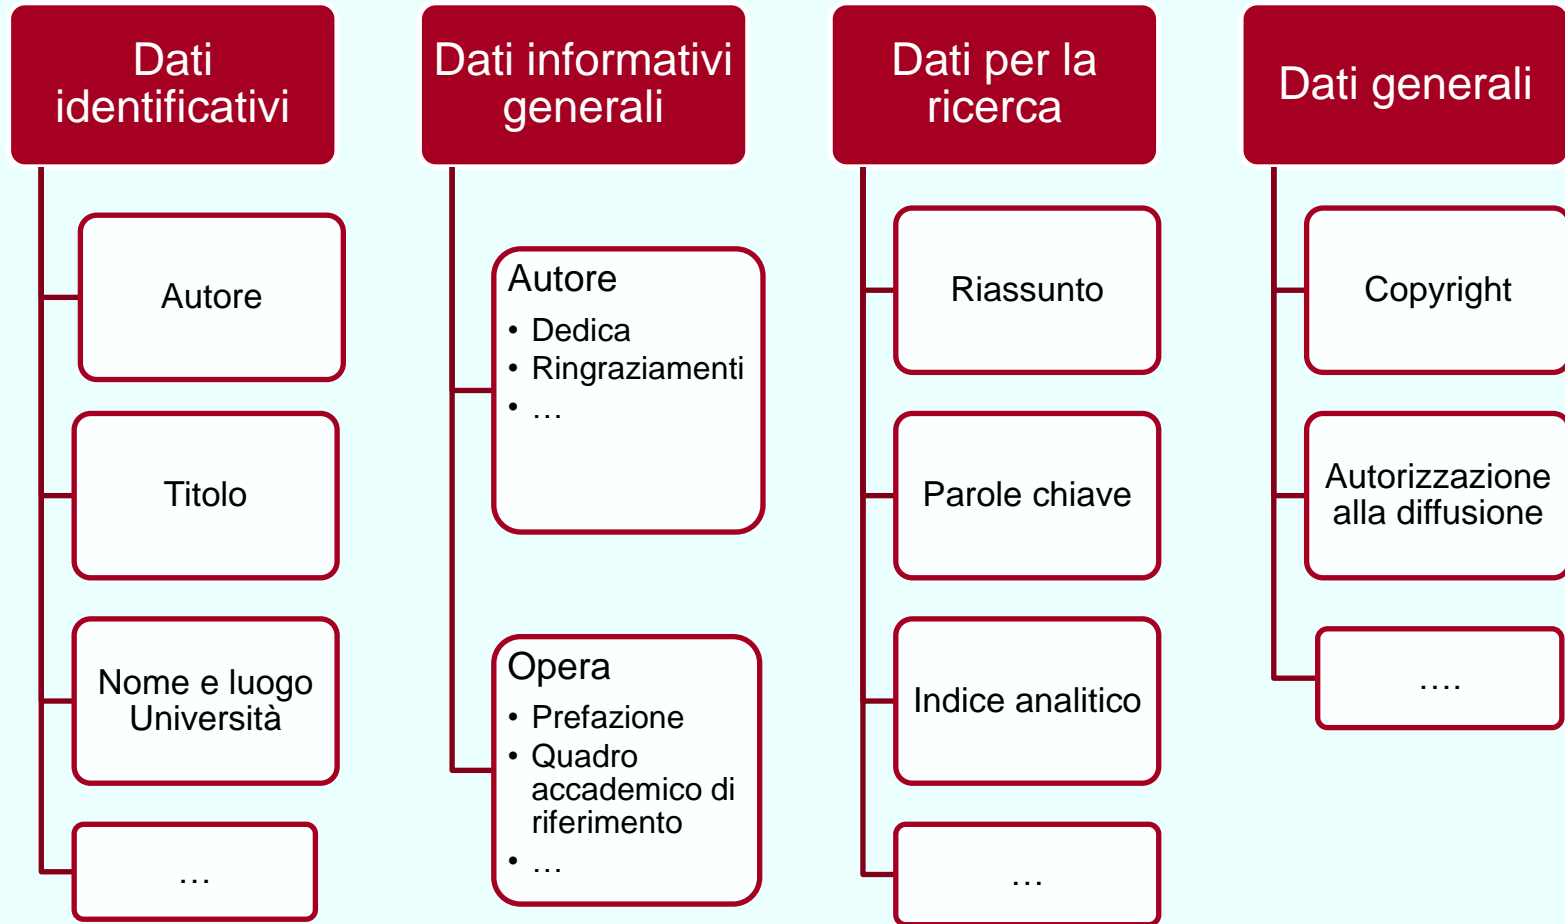 Dati
identificativi
Autore
Titolo
Nome e luogo
Università
…
Dati informativi
generali
Autore
• Dedica
• Ringraziamenti
• …
Opera
• Prefazione
• Quadro
accademico di
riferimento
• …
Dati per la
ricerca
Riassunto
Parole chiave
Indice analitico
…
Dati generali
Copyright
Autorizzazione
alla diffusione
….